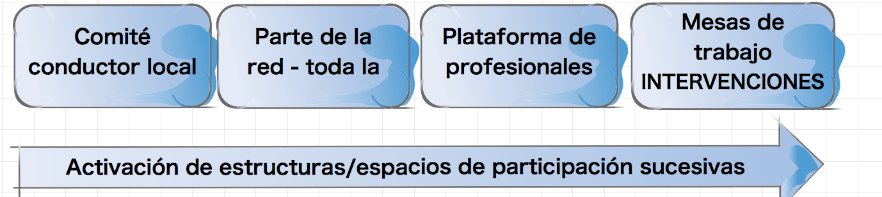 Comité
conductor local
Parte de la
red - toda la
Plataforma de
profesionales
Mesas de
trabajo
INTERVENCIONES
Activación de estructuras/espacios de participación sucesivas